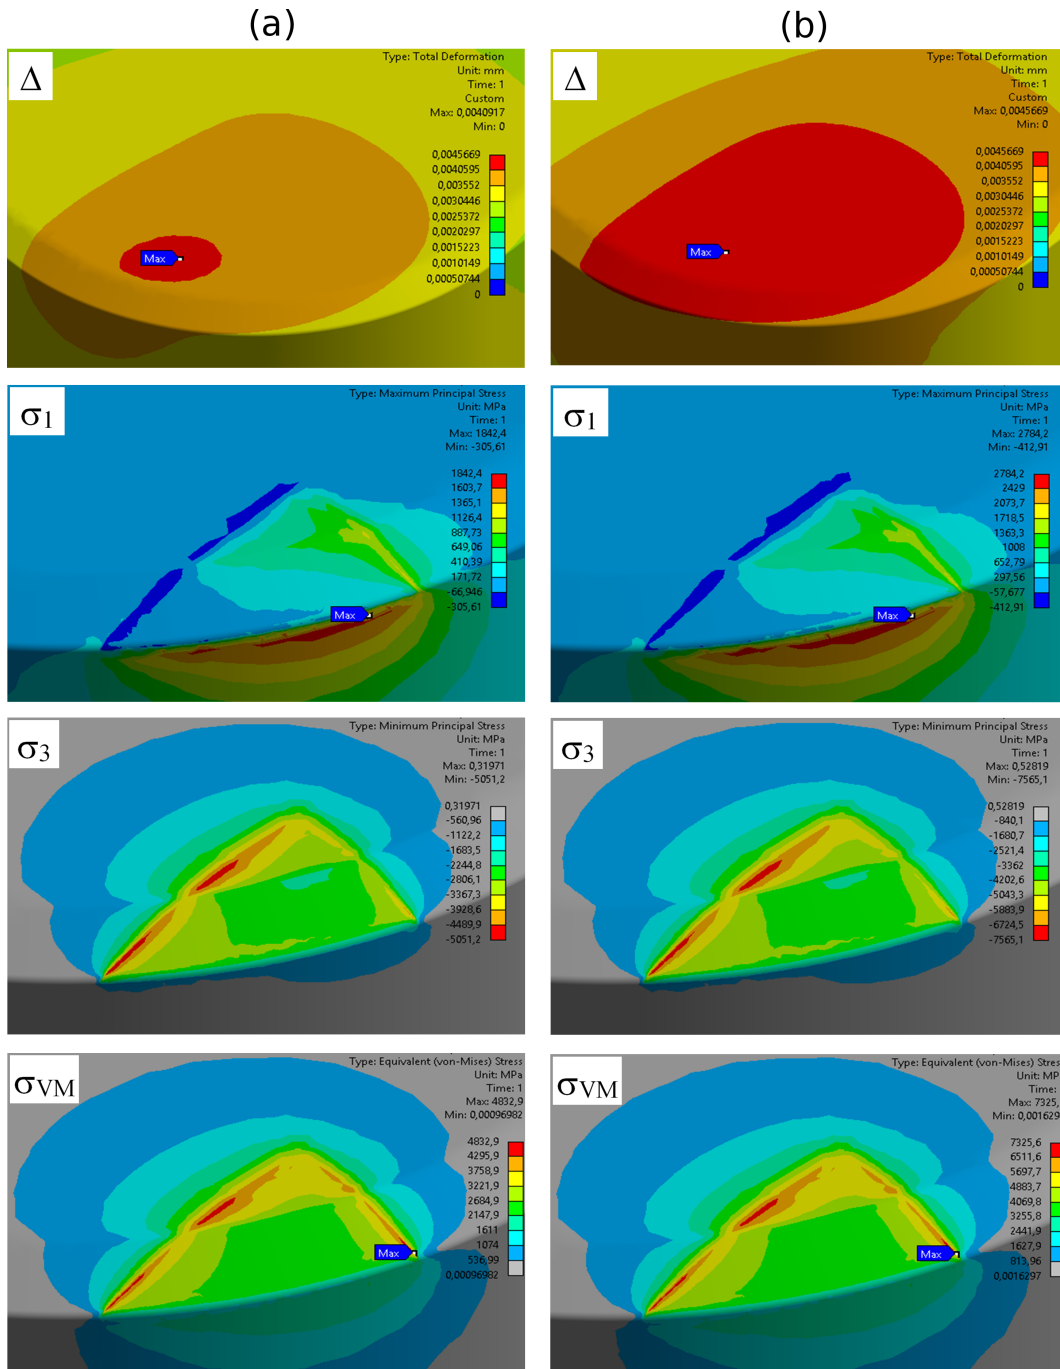 (a)
(b)
Δ
Type: Total Deformation
Unit: mm
Time: 1
Custom
Max: 0,0040917
Min: 0
0,0045669
0,0040595
0,003552
0,0030446
0,0025372
0,0020297
0,0015223
0,0010149
0,00050744
0
Max
Δ
Type: Total Deformation
Unit: mm
Time: 1
Custom
Max: 0,0045669
Min: 0
0,0045669
0,0040595
0,003552
0,0030446
0,0025372
0,0020297
0,0015223
0,0010149
0,00050744
0
Max
σ1
Type: Maximum Principal Stress
Unit: MPa
Time: 1
Max: 1842,4
Min: -305,61
1842,4
1603,7
1365,1
1126,4
887,73
649,06
410,39
171,72
-66,946
-305,61
Max
σ1
Type: Maximum Principal Stress
Unit: MPa
Time: 1
Max: 2784,2
Min: -412,91
2784,2
2429
2073,7
1718,5
1363,3
1008
652,79
297,56
-57,677
-412,91
Max
σ3
Type: Minimum Principal Stress
Unit: MPa
Time: 1
Max: 0,31971
Min: -5051,2
0,31971
-560,96
-1122,2
-1683,5
-2244,8
-2806,1
-3367,3
-3928,6
-4489,9
-5051,2
σ3
Type: Minimum Principal Stress
Unit: MPa
Time: 1
Max: 0,52819
Min: -7565,1
0,52819
-840,1
-1680,7
-2521,4
-3362
-4202,6
-5043,3
-5883,9
-6724,5
-7565,1
σVM
Type: Equivalent (von-Mises) Stress
Unit: MPa
Time: 1
Max: 4832,9
Min: 0,00096982
4832,9
4295,9
3758,9
3221,9
2684,9
2147,9
1611
1074
536,99
0,00096982
Max
σVM
Type: Equivalent (von-Mises) Stre
Unit: MP
Time:
Max: 7325,
Min: 0,001629
7325,6
6511,6
5697,7
4883,7
4069,8
3255,8
2441,9
1627,9
813,96
0,0016297
Max